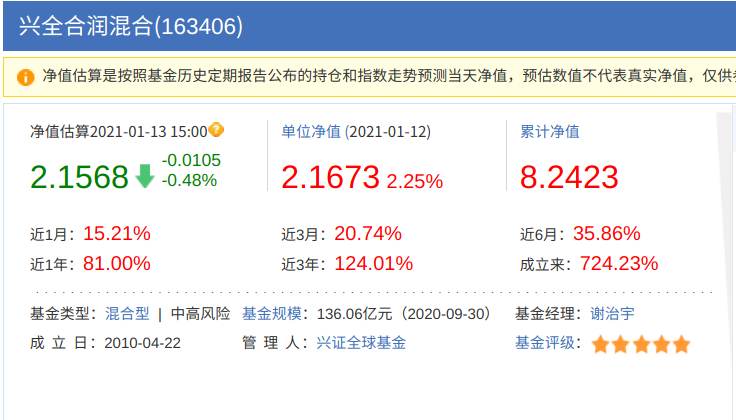 兴全合润混合(163406)
净值估算是按照基金历史定期报告公布的持仓和指数走势预测当天净值，预估数值不代表真实净值，仅供
净值估算2021-01-13 15:00
单位净值 (2021-01-12)
累计净值
2.1568 -0.0105 -0.48%
2.1673 2.25%
8.2423
近1月：15.21% 近3月：20.74% 近6月：35.86%
近1年：81.00% 近3年：124.01% 成立来：724.23%
基金类型：混合型 | 中高风险 基金规模：136.06亿元（2020-09-30） 基金经理：谢治宇
成 立 日：2010-04-22 管 理 人：兴证全球基金 基金评级：